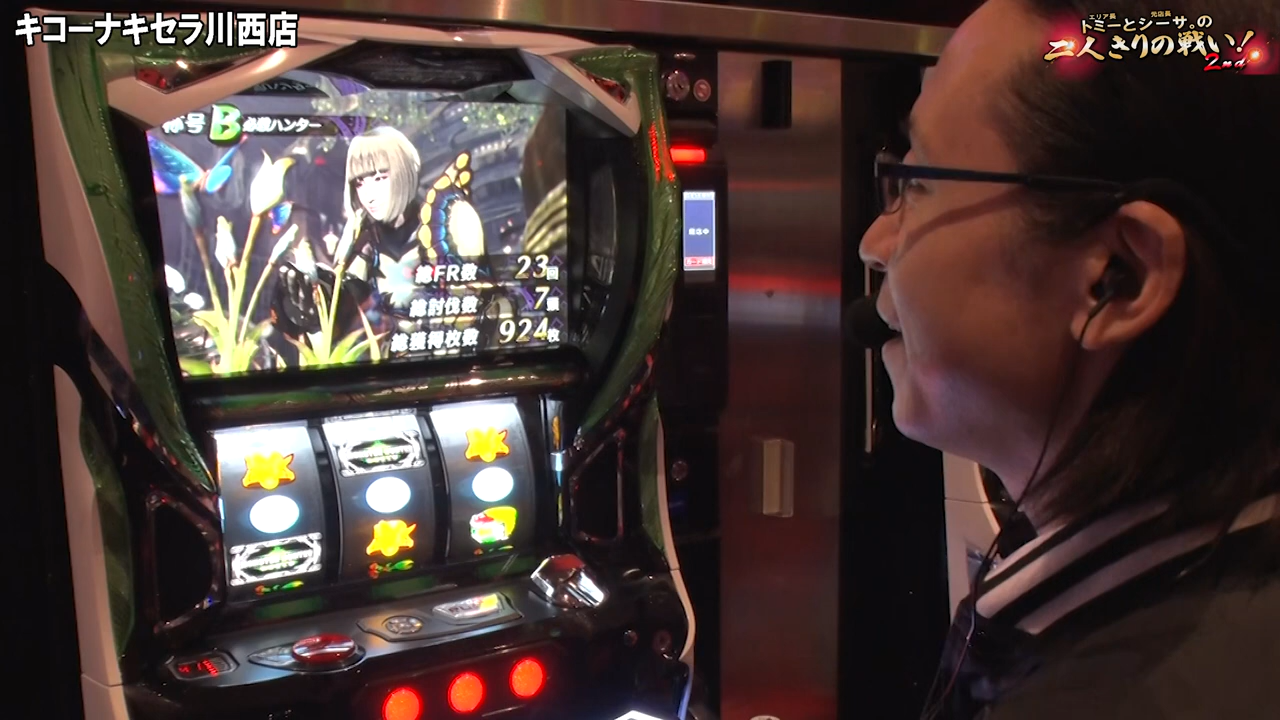 キコーナキセラ川西店
エリア長 元店長
トミーとシーサ。の
二人きりの戦い!
2nd
称号 B 必殺ハンター
総FR数 23回
総討伐数 7頭
総獲得枚数 924枚